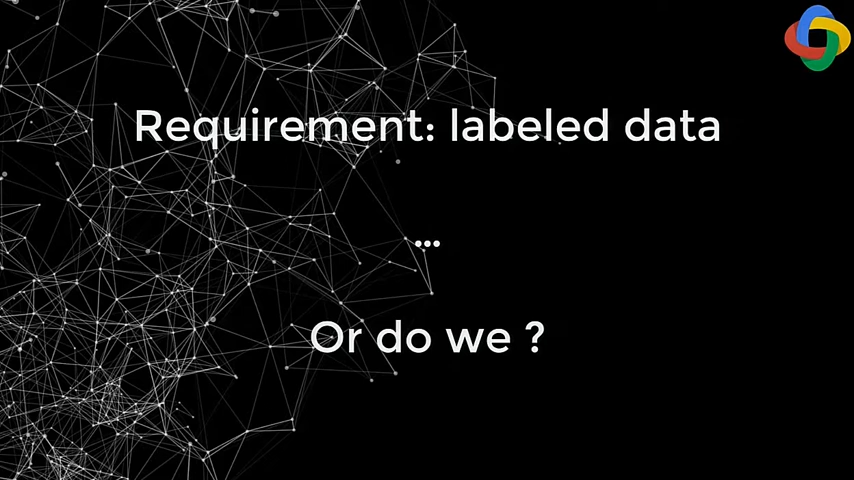 Requirement: labeled data
...
Or do we ?